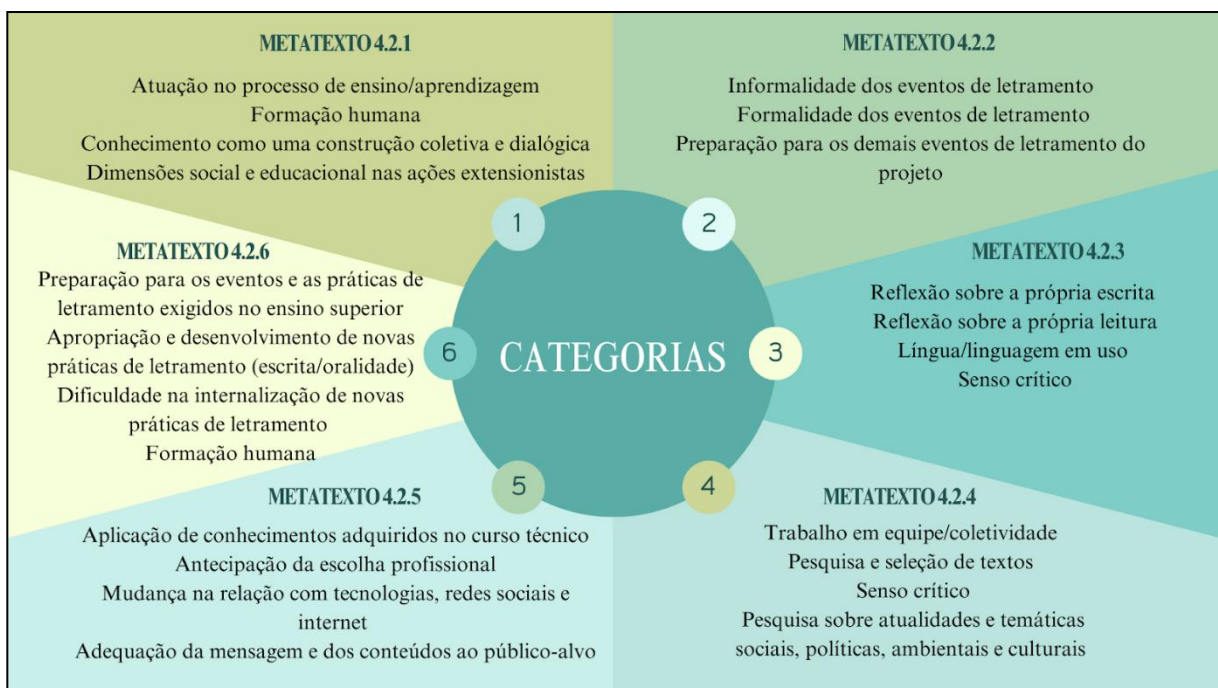 METATEXTO 4.2.1
Atuação no processo de ensino/aprendizagem
Formação humana
Conhecimento como uma construção coletiva e dialógica
Dimensões social e educacional nas ações extensionistas
METATEXTO 4.2.2
Informalidade dos eventos de letramento
Formalidade dos eventos de letramento
Preparação para os demais eventos de letramento do
projeto
METATEXTO 4.2.3
Reflexão sobre a própria escrita
Reflexão sobre a própria leitura
Língua/linguagem em uso
Senso crítico
METATEXTO 4.2.4
Trabalho em equipe/coletividade
Pesquisa e seleção de textos
Senso crítico
Pesquisa sobre atualidades e temáticas
sociais, políticas, ambientais e culturais
METATEXTO 4.2.5
Aplicação de conhecimentos adquiridos no curso técnico
Antecipação da escolha profissional
Mudança na relação com tecnologias, redes sociais e
internet
Adequação da mensagem e dos conteúdos ao público-alvo
METATEXTO 4.2.6
Preparação para os eventos e as práticas de
letramento exigidos no ensino superior
Apropriação e desenvolvimento de novas
práticas de letramento (escrita/oralidade)
Dificuldade na internalização de novas
práticas de letramento
Formação humana
CATEGORIAS
1
2
3
4
5
6